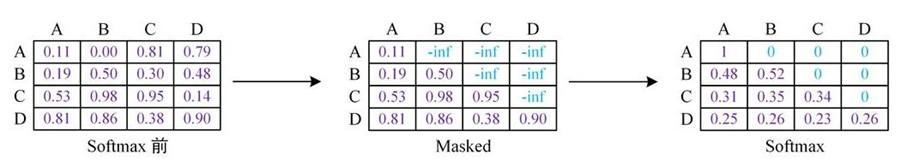 A B C D
A 0.11 0.00 0.81 0.79
B 0.19 0.50 0.30 0.48
C 0.53 0.98 0.95 0.14
D 0.81 0.86 0.38 0.90
Softmax 前
A B C D
A 0.11 -inf -inf -inf
B 0.19 0.50 -inf -inf
C 0.53 0.98 0.95 -inf
D 0.81 0.86 0.38 0.90
Masked
A B C D
A 1 0 0 0
B 0.48 0.52 0 0
C 0.31 0.35 0.34 0
D 0.25 0.26 0.23 0.26
Softmax